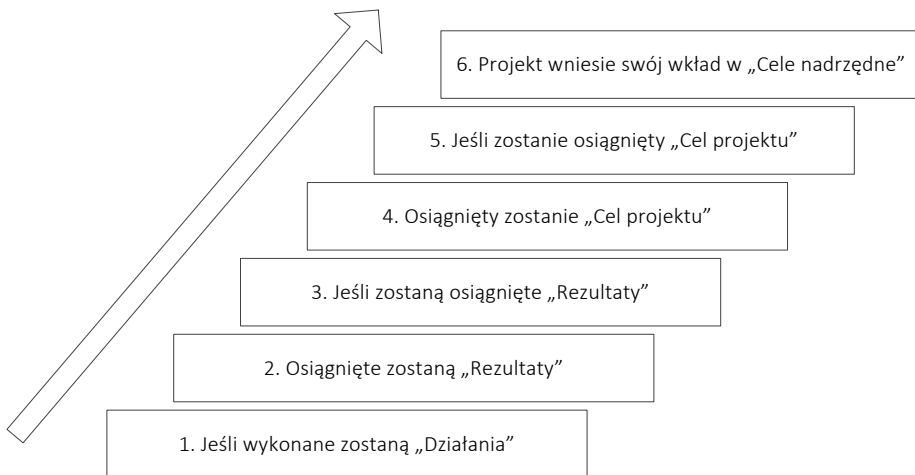 6. Projekt wniesie swój wkład w „Cele nadrzędne”
5. Jeśli zostanie osiągnięty „Cel projektu”
4. Osiągnięty zostanie „Cel projektu”
3. Jeśli zostaną osiągnięte „Rezultaty”
2. Osiągnięte zostaną „Rezultaty”
1. Jeśli wykonane zostaną „Działania”